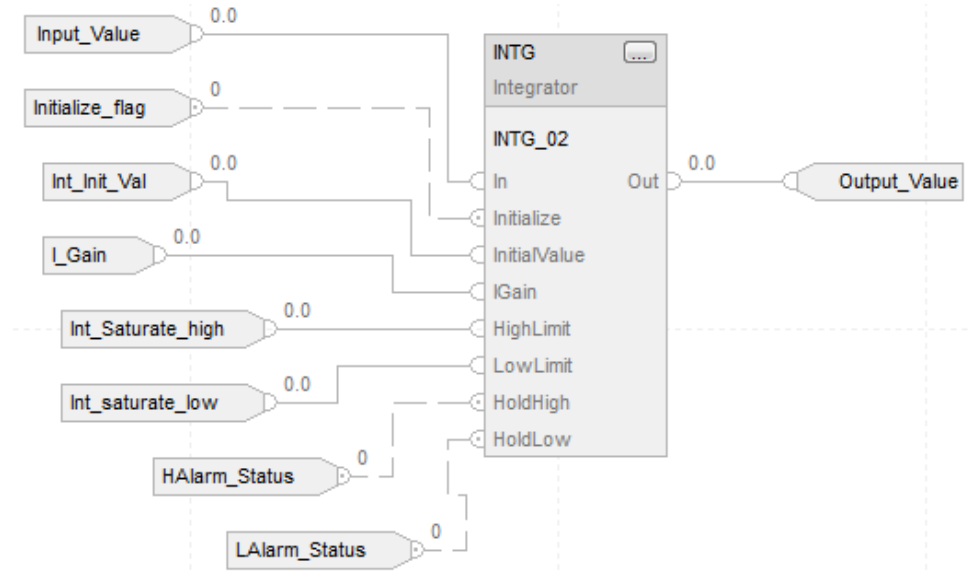 Input_Value
0.0
INTG
...
Integrator
Initialize_flag
0
INTG_02
Int_Init_Val
0.0
In
Out
0.0
Output_Value
Initialize
I_Gain
0.0
InitialValue
IGain
Int_Saturate_high
0.0
HighLimit
LowLimit
Int_saturate_low
0.0
HoldHigh
HoldLow
HAlarm_Status
0
LAlarm_Status
0